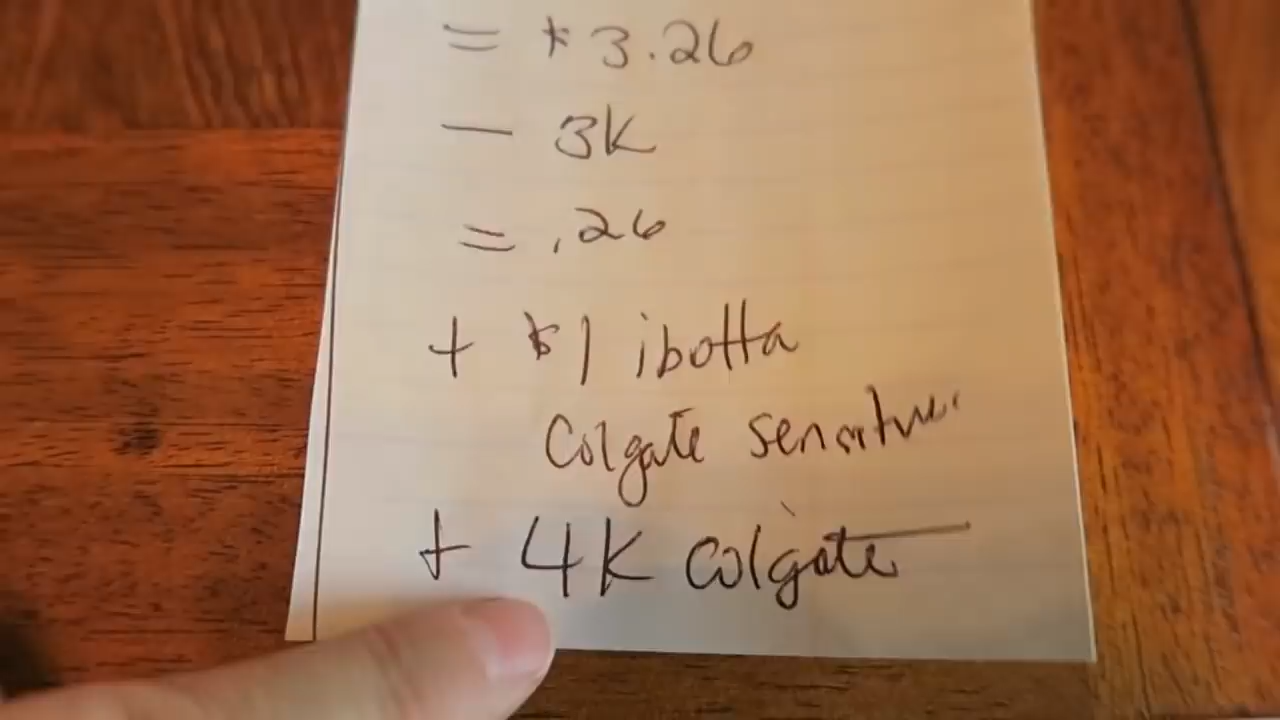 = $3.26
- 3K
= .26
+ $1 ibotta
Colgate sensitive
+ 4K Colgate